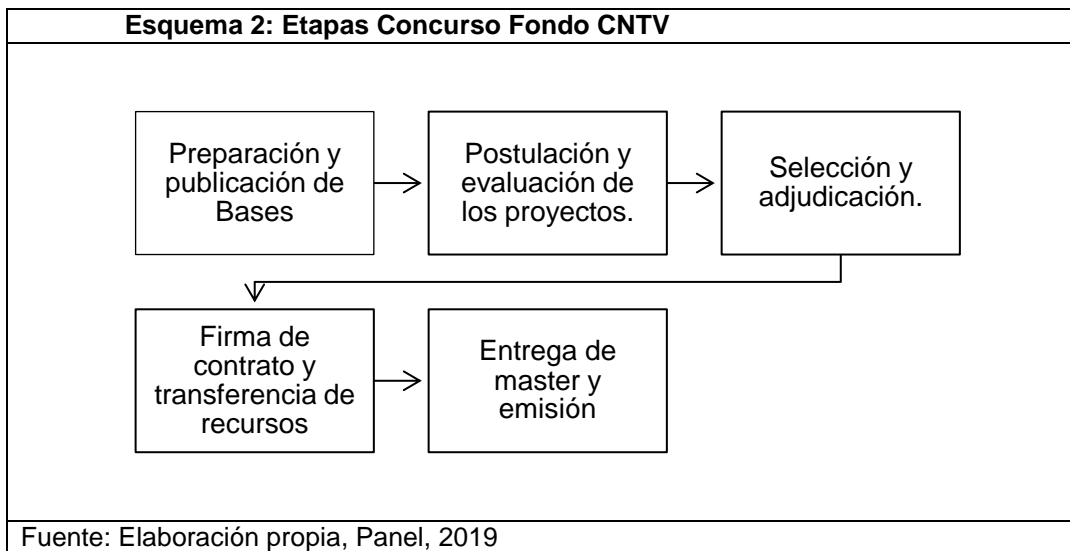 Esquema 2: Etapas Concurso Fondo CNTV
Preparación y
publicación de
Bases
Postulación y
evaluación de
los proyectos.
Selección y
adjudicación.
Firma de
contrato y
transferencia de
recursos
Entrega de
master y
emisión
Fuente: Elaboración propia, Panel, 2019